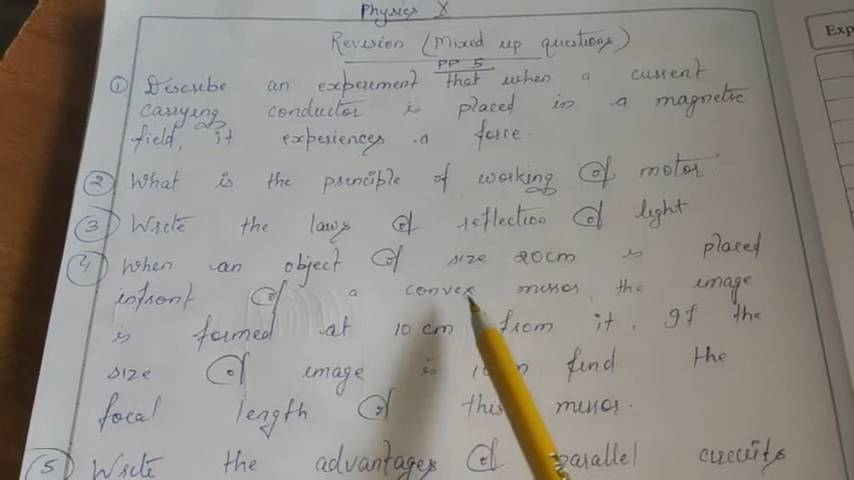 Physics X
Revision (Mixed up questions)
PP 5
① Describe an experiment that when a current
carrying conductor is placed in a magnetic
field, it experiences a force.
② What is the principle of working of motor
③ Write the laws of reflection of light
④ When an object of size 20cm is placed
infront of a convex mirror, the image
is formed at 10 cm from it. If the
size of image is find the
focal length of this mirror.
⑤ Write the advantages of parallel circuits
Exp